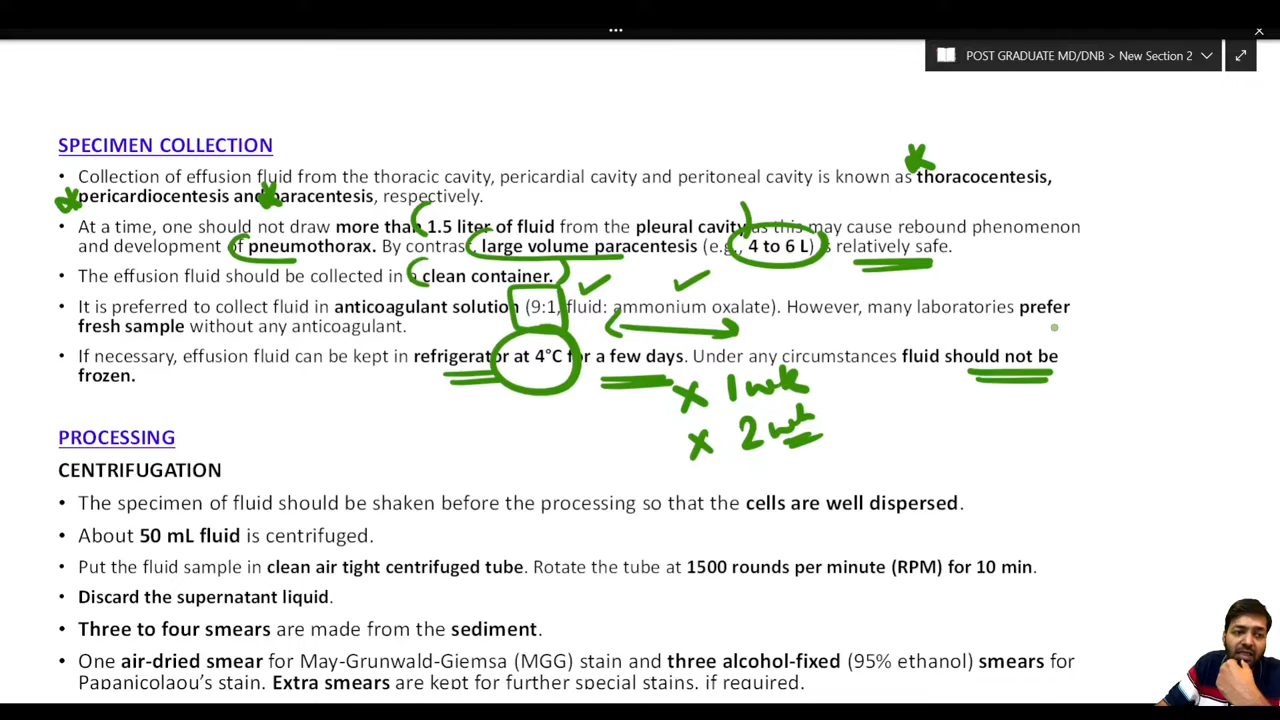 POST GRADUATE MD/DNB > New Section 2
SPECIMEN COLLECTION
• Collection of effusion fluid from the thoracic cavity, pericardial cavity and peritoneal cavity is known as thoracocentesis,
pericardiocentesis and paracentesis, respectively.
• At a time, one should not draw more than 1.5 liter of fluid from the pleural cavity as this may cause rebound phenomenon
and development of pneumothorax. By contrast, large volume paracentesis (e.g., 4 to 6 L) is relatively safe.
• The effusion fluid should be collected in a clean container.
• It is preferred to collect fluid in anticoagulant solution (9:1, fluid: ammonium oxalate). However, many laboratories prefer
fresh sample without any anticoagulant.
• If necessary, effusion fluid can be kept in refrigerator at 4°C for a few days. Under any circumstances fluid should not be
frozen.
x 1 wk
x 2 wk
PROCESSING
CENTRIFUGATION
• The specimen of fluid should be shaken before the processing so that the cells are well dispersed.
• About 50 mL fluid is centrifuged.
• Put the fluid sample in clean air tight centrifuged tube. Rotate the tube at 1500 rounds per minute (RPM) for 10 min.
• Discard the supernatant liquid.
• Three to four smears are made from the sediment.
• One air-dried smear for May-Grunwald-Giemsa (MGG) stain and three alcohol-fixed (95% ethanol) smears for
Papanicolaou's stain. Extra smears are kept for further special stains, if required.